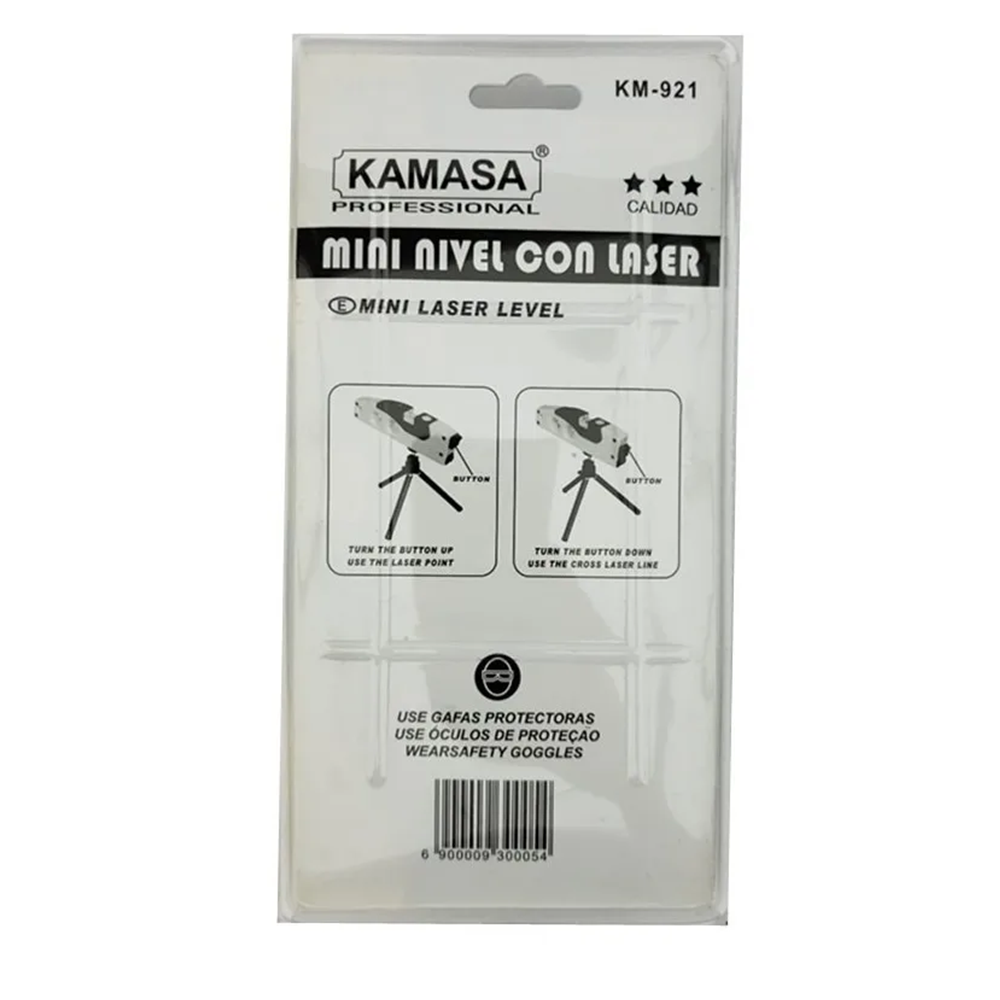 KM-921
KAMASA®
PROFESSIONAL
CALIDAD
MINI NIVEL CON LASER
E MINI LASER LEVEL
BUTTON
TURN THE BUTTON UP
USE THE LASER POINT
BUTTON
TURN THE BUTTON DOWN
USE THE CROSS LASER LINE
USE GAFAS PROTECTORAS
USE ÓCULOS DE PROTEÇÃO
WEARSAFETY GOGGLES
6 900009 300054